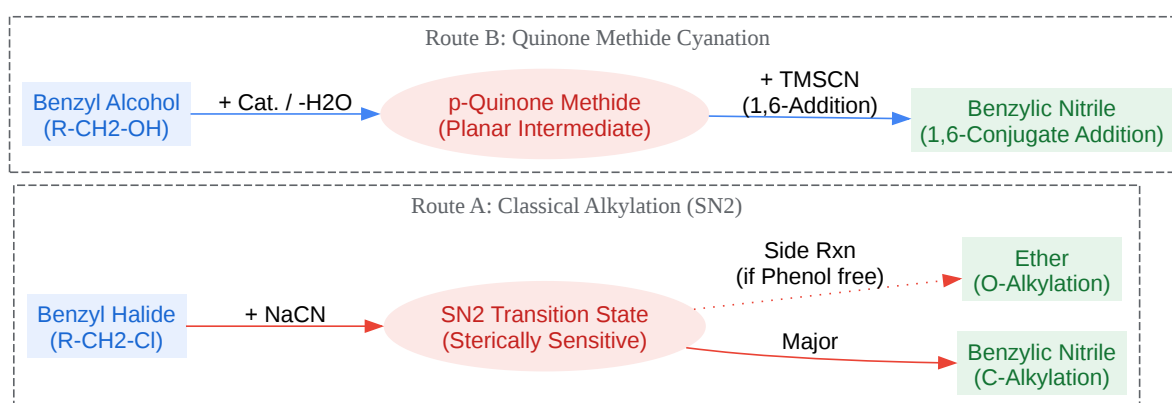 Route B: Quinone Methide Cyanation
Benzyl Alcohol
(R-CH2-OH)
+ Cat. / -H2O
p-Quinone Methide
(Planar Intermediate)
+ TMSCN
(1,6-Addition)
Benzylic Nitrile
(1,6-Conjugate Addition)
Route A: Classical Alkylation (SN2)
Benzyl Halide
(R-CH2-Cl)
+ NaCN
SN2 Transition State
(Sterically Sensitive)
Side Rxn
(if Phenol free)
Ether
(O-Alkylation)
Major
Benzylic Nitrile
(C-Alkylation)